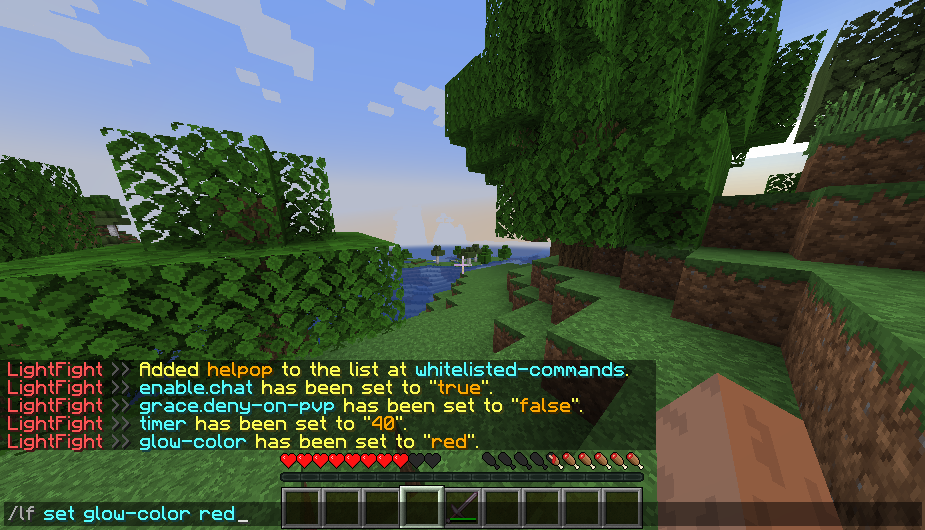 LightFight >> Added helpop to the list at whitelisted-commands.
LightFight >> enable.chat has been set to "true".
LightFight >> grace.deny-on-pvp has been set to "false".
LightFight >> timer has been set to "40".
LightFight >> glow-color has been set to "red".
/lf set glow-color red_